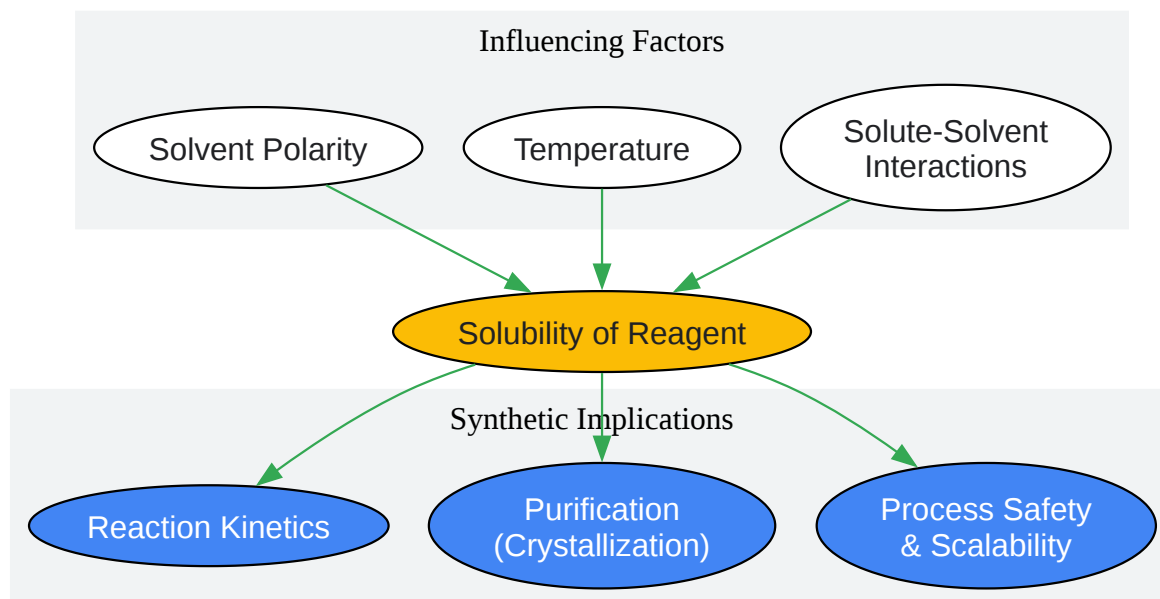 Influencing Factors
Solvent Polarity
Temperature
Solute-Solvent
Interactions
Solubility of Reagent
Synthetic Implications
Reaction Kinetics
Purification
(Crystallization)
Process Safety
& Scalability